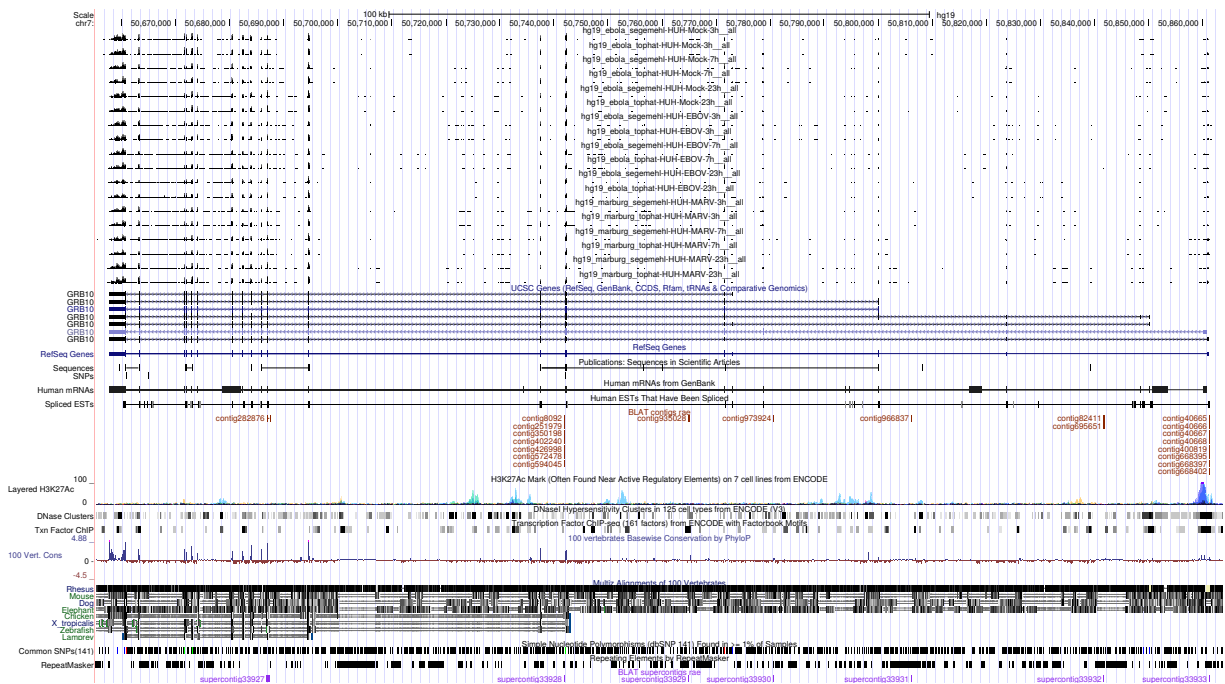 Scale 100 kb hg19
chr7: 50,670,000 50,680,000 50,690,000 50,700,000 50,710,000 50,720,000 50,730,000 50,740,000 50,750,000 50,760,000 50,770,000 50,780,000 50,790,000 50,800,000 50,810,000 50,820,000 50,830,000 50,840,000 50,850,000 50,860,000
hg19_ebola_segemehl-HUH-Mock-3h__all
hg19_ebola_tophat-HUH-Mock-3h__all
hg19_ebola_segemehl-HUH-Mock-7h__all
hg19_ebola_tophat-HUH-Mock-7h__all
hg19_ebola_segemehl-HUH-Mock-23h__all
hg19_ebola_tophat-HUH-Mock-23h__all
hg19_ebola_segemehl-HUH-EBOV-3h__all
hg19_ebola_tophat-HUH-EBOV-3h__all
hg19_ebola_segemehl-HUH-EBOV-7h__all
hg19_ebola_tophat-HUH-EBOV-7h__all
hg19_ebola_segemehl-HUH-EBOV-23h__all
hg19_ebola_tophat-HUH-EBOV-23h__all
hg19_marburg_segemehl-HUH-MARV-3h__all
hg19_marburg_tophat-HUH-MARV-3h__all
hg19_marburg_segemehl-HUH-MARV-7h__all
hg19_marburg_tophat-HUH-MARV-7h__all
hg19_marburg_segemehl-HUH-MARV-23h__all
hg19_marburg_tophat-HUH-MARV-23h__all
UCSC Genes (RefSeq, GenBank, CCDS, Rfam, tRNAs & Comparative Genomics)
GRB10
GRB10
GRB10
GRB10
GRB10
GRB10
GRB10
RefSeq Genes
RefSeq Genes
Publications: Sequences in Scientific Articles
Sequences
SNPs
Human mRNAs from GenBank
Human mRNAs
Human ESTs That Have Been Spliced
Spliced ESTs
BLAT contigs rae
contig282876 contig8092 contig935028 contig973924 contig966837 contig82411 contig40665
contig251979 contig695651 contig40666
contig350198 contig40667
contig402240 contig40668
contig426998 contig400819
contig572478 contig668395
contig594045 contig668397
contig668402
H3K27Ac Mark (Often Found Near Active Regulatory Elements) on 7 cell lines from ENCODE
100
Layered H3K27Ac
0
DNaseI Hypersensitivity Clusters in 125 cell types from ENCODE (V3)
DNase Clusters
Transcription Factor ChIP-seq (161 factors) from ENCODE with Factorbook Motifs
Txn Factor ChIP
100 vertebrates Basewise Conservation by PhyloP
4.88
100 Vert. Cons
0
-4.5
Multiz Alignments of 100 Vertebrates
Rhesus
Mouse
Dog
Elephant
Chicken
X_tropicalis
Zebrafish
Lamprey
Simple Nucleotide Polymorphisms (dbSNP 141) Found in >= 1% of Samples
Common SNPs(141)
Repeating Elements by RepeatMasker
RepeatMasker
BLAT supercontigs rae
supercontig33927 supercontig33928 supercontig33929 supercontig33930 supercontig33931 supercontig33932 supercontig33933